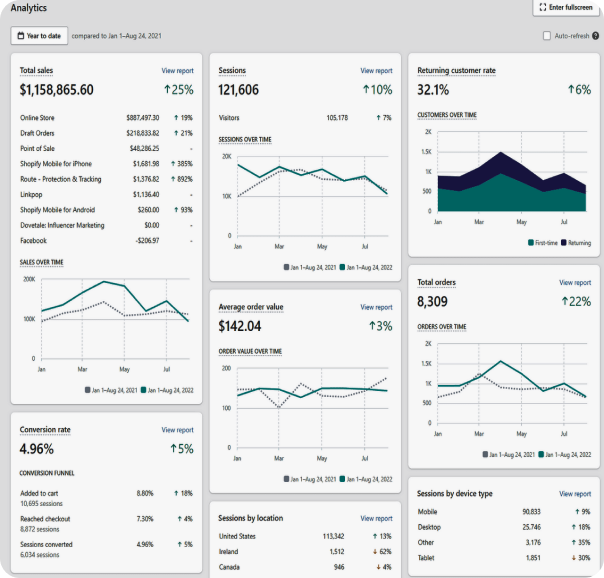 Analytics
Enter fullscreen
Year to date compared to Jan 1–Aug 24, 2021
Auto-refresh ?
Total sales View report
$1,158,865.60 ↑25%
Online Store $887,497.30 ↑ 19%
Draft Orders $218,833.82 ↑ 21%
Point of Sale $48,286.25 -
Shopify Mobile for iPhone $1,681.98 ↑ 385%
Route - Protection & Tracking $1,376.82 ↑ 892%
Linkpop $1,136.40 -
Shopify Mobile for Android $260.00 ↑ 93%
Dovetale: Influencer Marketing $0.00 -
Facebook -$206.97 -
SALES OVER TIME
200K
100K
0
Jan Mar May Jul
Jan 1–Aug 24, 2021 Jan 1–Aug 24, 2022
Conversion rate View report
4.96% ↑5%
CONVERSION FUNNEL
Added to cart 8.80% ↑ 18%
10,695 sessions
Reached checkout 7.30% ↑ 4%
8,872 sessions
Sessions converted 4.96% ↑ 5%
6,034 sessions
Sessions View report
121,606 ↑10%
Visitors 105,178 ↑ 7%
SESSIONS OVER TIME
20K
10K
0
Jan Mar May Jul
Jan 1–Aug 24, 2021 Jan 1–Aug 24, 2022
Average order value View report
$142.04 ↑3%
ORDER VALUE OVER TIME
200
100
0
Jan Mar May Jul
Jan 1–Aug 24, 2021 Jan 1–Aug 24, 2022
Sessions by location View report
United States 113,342 ↑ 13%
Ireland 1,512 ↓ 62%
Canada 946 ↓ 4%
Returning customer rate View report
32.1% ↑6%
CUSTOMERS OVER TIME
2K
1.5K
1K
500
0
Jan Mar May Jul
First-time Returning
Total orders View report
8,309 ↑22%
ORDERS OVER TIME
2K
1.5K
1K
500
0
Jan Mar May Jul
Jan 1–Aug 24, 2021 Jan 1–Aug 24, 2022
Sessions by device type View report
Mobile 90,833 ↑ 9%
Desktop 25,746 ↑ 18%
Other 3,176 ↑ 35%
Tablet 1,851 ↓ 30%